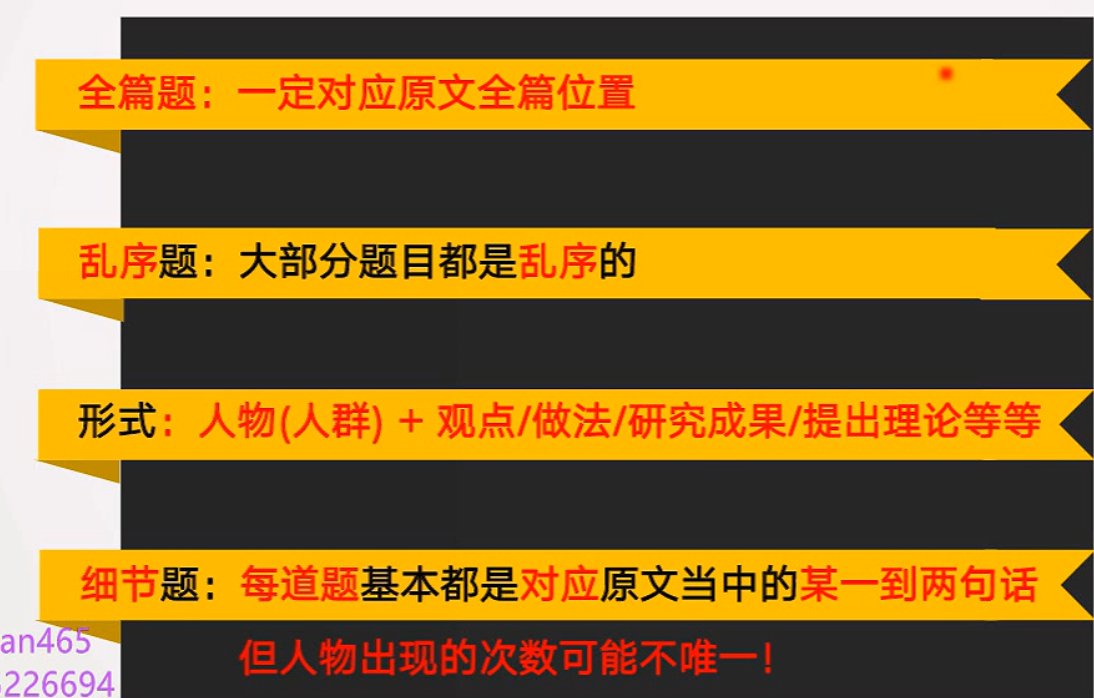 全篇题：一定对应原文全篇位置
乱序题：大部分题目都是乱序的
形式：人物(人群) + 观点/做法/研究成果/提出理论等等
细节题：每道题基本都是对应原文当中的某一到两句话
但人物出现的次数可能不唯一！
an465
226694